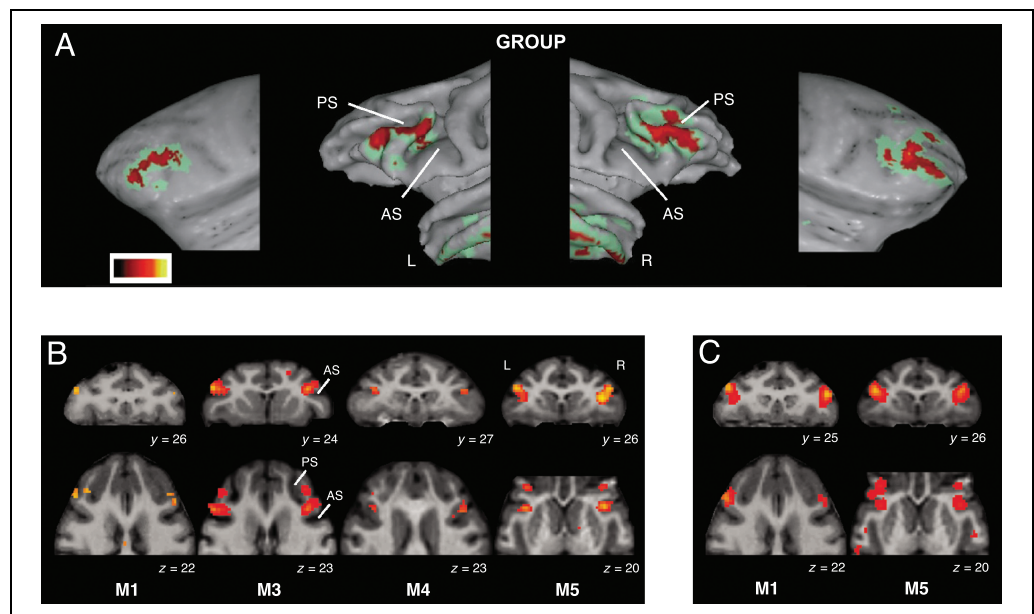 A
GROUP
PS
PS
AS
AS
L
R
B
AS
L
R
y = 26
y = 24
y = 27
y = 26
PS
AS
z = 22
z = 23
z = 23
z = 20
M1
M3
M4
M5
C
y = 25
y = 26
z = 22
z = 20
M1
M5